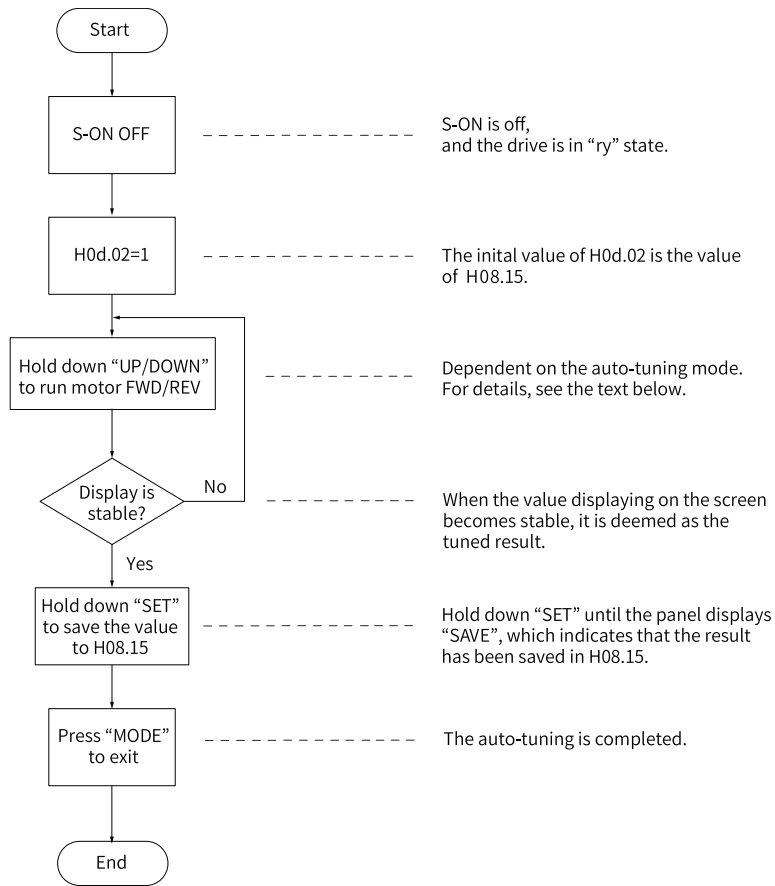 Start
S-ON OFF
S-ON is off,
and the drive is in “ry” state.
H0d.02=1
The inital value of H0d.02 is the value
of H08.15.
Hold down “UP/DOWN”
to run motor FWD/REV
Dependent on the auto-tuning mode.
For details, see the text below.
Display is
stable?
No
When the value displaying on the screen
becomes stable, it is deemed as the
tuned result.
Yes
Hold down “SET”
to save the value
to H08.15
Hold down “SET” until the panel displays
“SAVE”, which indicates that the result
has been saved in H08.15.
Press “MODE”
to exit
The auto-tuning is completed.
End